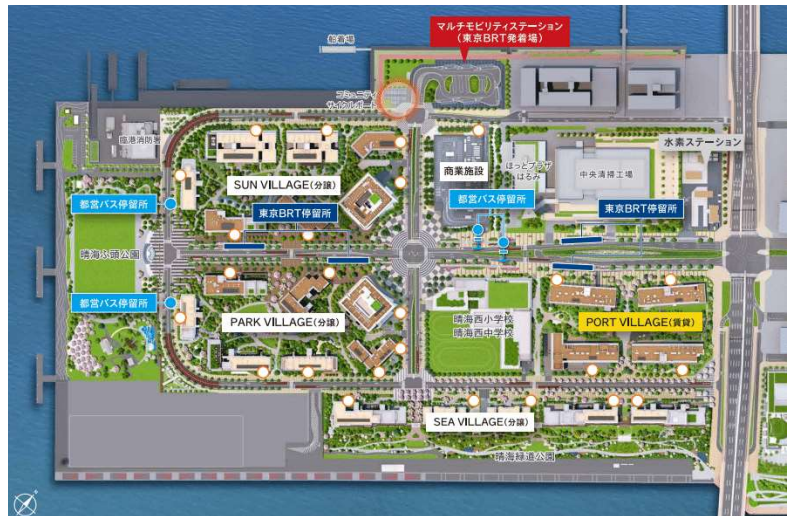 マルチモビリティステーション
（東京BRT発着場）
船着場
コミュニティ
サイクルポート
水素ステーション
臨港消防署
商業施設
ほっとプラザ
はるみ
中央清掃工場
SUN VILLAGE(分譲)
都営バス停留所
都営バス停留所
東京BRT停留所
東京BRT停留所
晴海ふ頭公園
都営バス停留所
PARK VILLAGE(分譲)
晴海西小学校
晴海西中学校
PORT VILLAGE(賃貸)
SEA VILLAGE(分譲)
晴海緑道公園